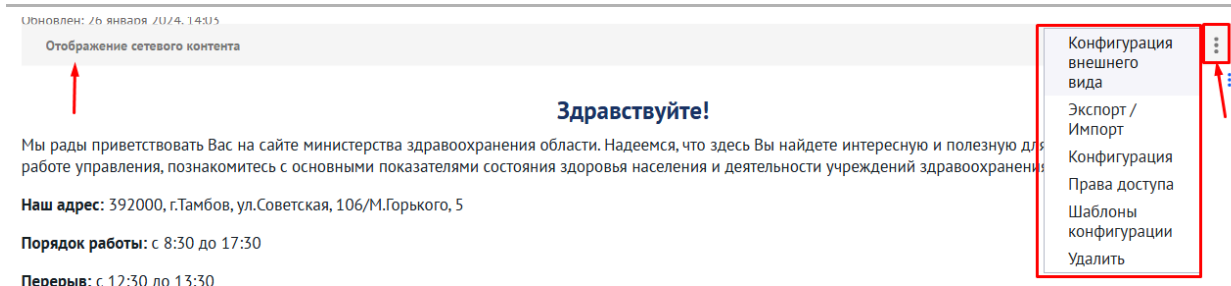 Обновлен: 26 января 2024, 14:03
Отображение сетевого контента
Конфигурация
внешнего
вида
Экспорт /
Импорт
Конфигурация
Права доступа
Шаблоны
конфигурации
Удалить
Здравствуйте!
Мы рады приветствовать Вас на сайте министерства здравоохранения области. Надеемся, что здесь Вы найдете интересную и полезную для
работе управления, познакомитесь с основными показателями состояния здоровья населения и деятельности учреждений здравоохранения
Наш адрес: 392000, г.Тамбов, ул.Советская, 106/М.Горького, 5
Порядок работы: с 8:30 до 17:30
Перерыв: с 12:30 до 13:30